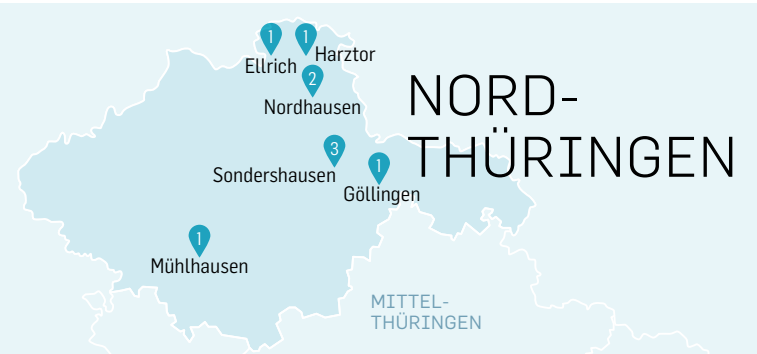 1
Ellrich
1
Harztor
2
Nordhausen
NORD-
THÜRINGEN
3
Sondershausen
1
Göllingen
1
Mühlhausen
MITTEL-
THÜRINGEN